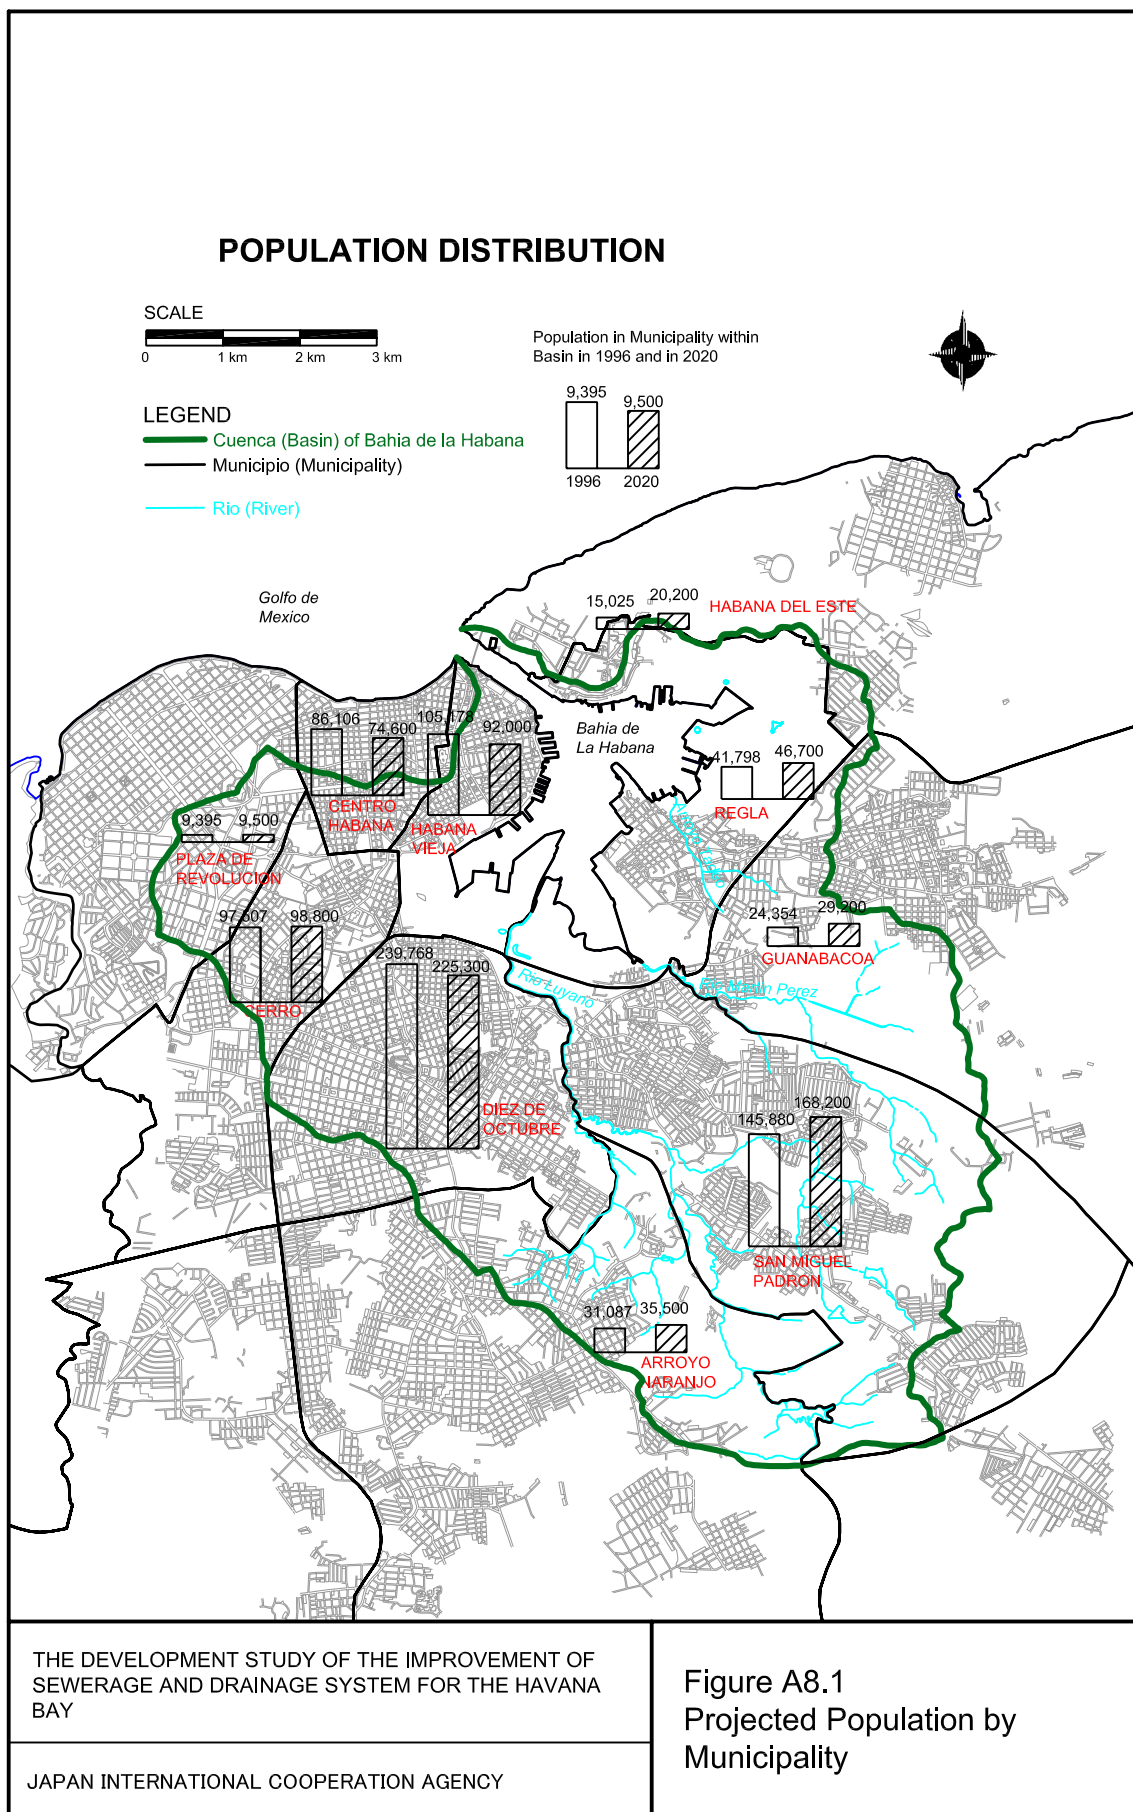 POPULATION DISTRIBUTION
SCALE
0 1 km 2 km 3 km
Population in Municipality within
Basin in 1996 and in 2020
9,395
9,500
1996 2020
LEGEND
Cuenca (Basin) of Bahia de la Habana
Municipio (Municipality)
Rio (River)
Golfo de
Mexico
15,025
20,200
HABANA DEL ESTE
86,106
74,600
CENTRO
HABANA
105,178
92,000
HABANA
VIEJA
Bahia de
La Habana
41,798
46,700
REGLA
9,395
9,500
PLAZA DE
REVOLUCION
24,354
29,200
GUANABACOA
98,800
CERRO
239,768
225,300
DIEZ DE
OCTUBRE
Rio Luyano
Rio Martin Perez
145,880
168,200
SAN MIGUEL
PADRON
31,087
35,500
ARROYO
NARANJO
THE DEVELOPMENT STUDY OF THE IMPROVEMENT OF
SEWERAGE AND DRAINAGE SYSTEM FOR THE HAVANA
BAY
JAPAN INTERNATIONAL COOPERATION AGENCY
Figure A8.1
Projected Population by
Municipality